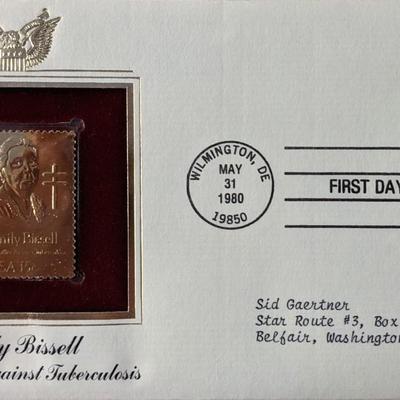 WILMINGTON, DE
MAY
31
1980
19850
FIRST DAY
Emily Bissell
USA 15c
Sid Gaertner
Star Route #3, Box
Belfair, Washington
y Bissell
gainst Tuberculosis